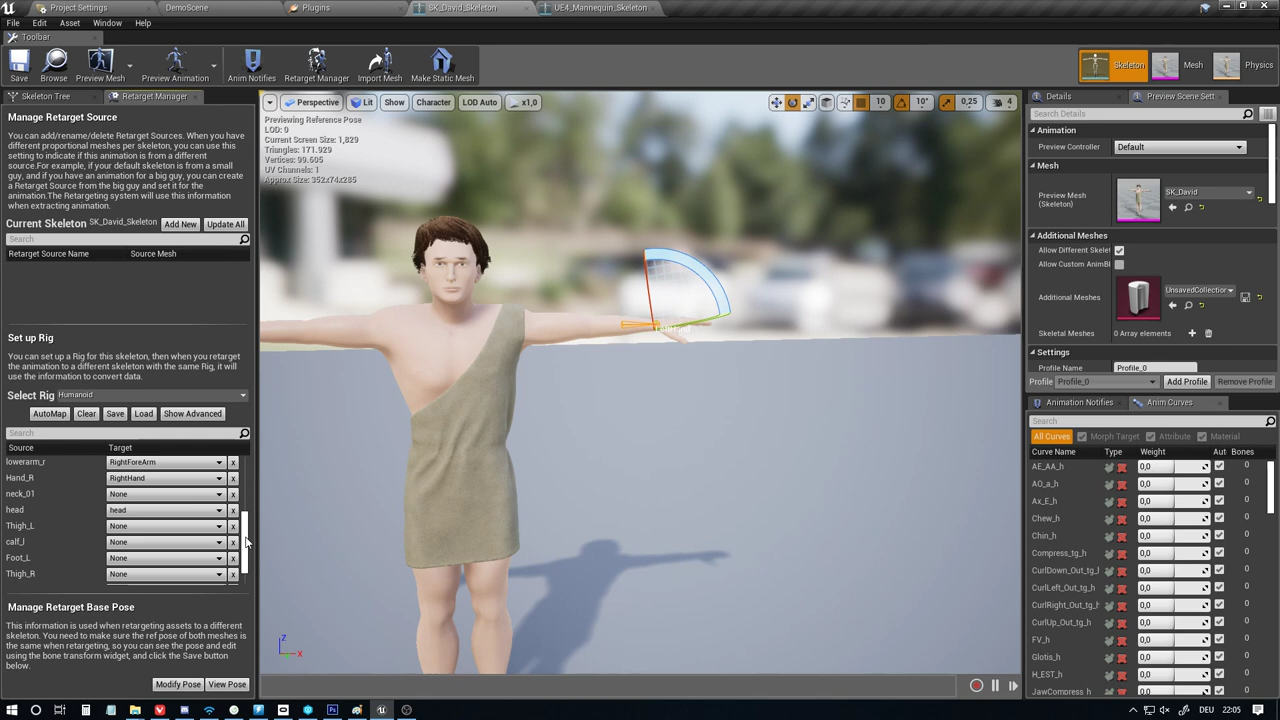 Project Settings
DemoScene
Plugins
SK_David_Skeleton
UE4_Mannequin_Skeleton
File Edit Asset Window Help
Toolbar
Save
Browse
Preview Mesh
Preview Animation
Anim Notifies
Retarget Manager
Import Mesh
Make Static Mesh
Skeleton
Mesh
Physics
Skeleton Tree
Retarget Manager
Manage Retarget Source
You can add/rename/delete Retarget Sources. When you have
different proportional meshes per skeleton, you can use this
setting to indicate if this animation is from a different
source.For example, if your default skeleton is from a small
guy, and if you have a animation for a big guy, you can create
a Retarget Source from the big guy and set it for the
animation.The Retargeting system will use this information
when extracting animation.
Current Skeleton SK_David_Skeleton Add New Update All
Search
Retarget Source Name Source Mesh
Set up Rig
You can set up a Rig for this skeleton, then when you retarget
the animation to a different skeleton with the same Rig, it will
use the information to convert data.
Select Rig Humanoid
AutoMap Clear Save Load Show Advanced
Search
Source Target
lowerarm_r RightForeArm x
Hand_R RightHand x
neck_01 None x
head head x
Thigh_L None x
calf_l None x
Foot_L None x
Thigh_R None x
Manage Retarget Base Pose
This information is used when retargeting assets to a different
skeleton. You need to make sure the ref pose of both meshes is
the same when retargeting, so you can see the pose and edit
using the bone transform widget, and click the Save button
below.
Modify Pose View Pose
Perspective Lit Show Character LOD Auto x1,0
10 10° 0,25 4
Previewing Reference Pose
LOD: 0
Current Screen Size: 1,829
Triangles: 171.929
Vertices: 99.605
UV Channels: 1
Approx Size: 352x74x285
LeftHand
Z
X
Details
Preview Scene Sett
Search Details
Animation
Preview Controller Default
Mesh
Preview Mesh
(Skeleton)
SK_David
Additional Meshes
Allow Different Skelet
Allow Custom AnimBl
Additional Meshes UnsavedCollection
Skeletal Meshes 0 Array elements
Settings
Profile Name Profile_0
Profile Profile_0 Add Profile Remove Profile
Animation Notifies
Anim Curves
Search
All Curves Morph Target Attribute Material
Curve Name Type Weight Aut Bones
AE_AA_h 0,0 0
AO_a_h 0,0 0
Ax_E_h 0,0 0
Chew_h 0,0 0
Chin_h 0,0 0
Compress_tg_h 0,0 0
CurlDown_Out_tg_h 0,0 0
CurlLeft_Out_tg_h 0,0 0
CurlRight_Out_tg_h 0,0 0
CurlUp_Out_tg_h 0,0 0
FV_h 0,0 0
Glotis_h 0,0 0
H_EST_h 0,0 0
JawCompress_h 0,0 0
DEU 22:05